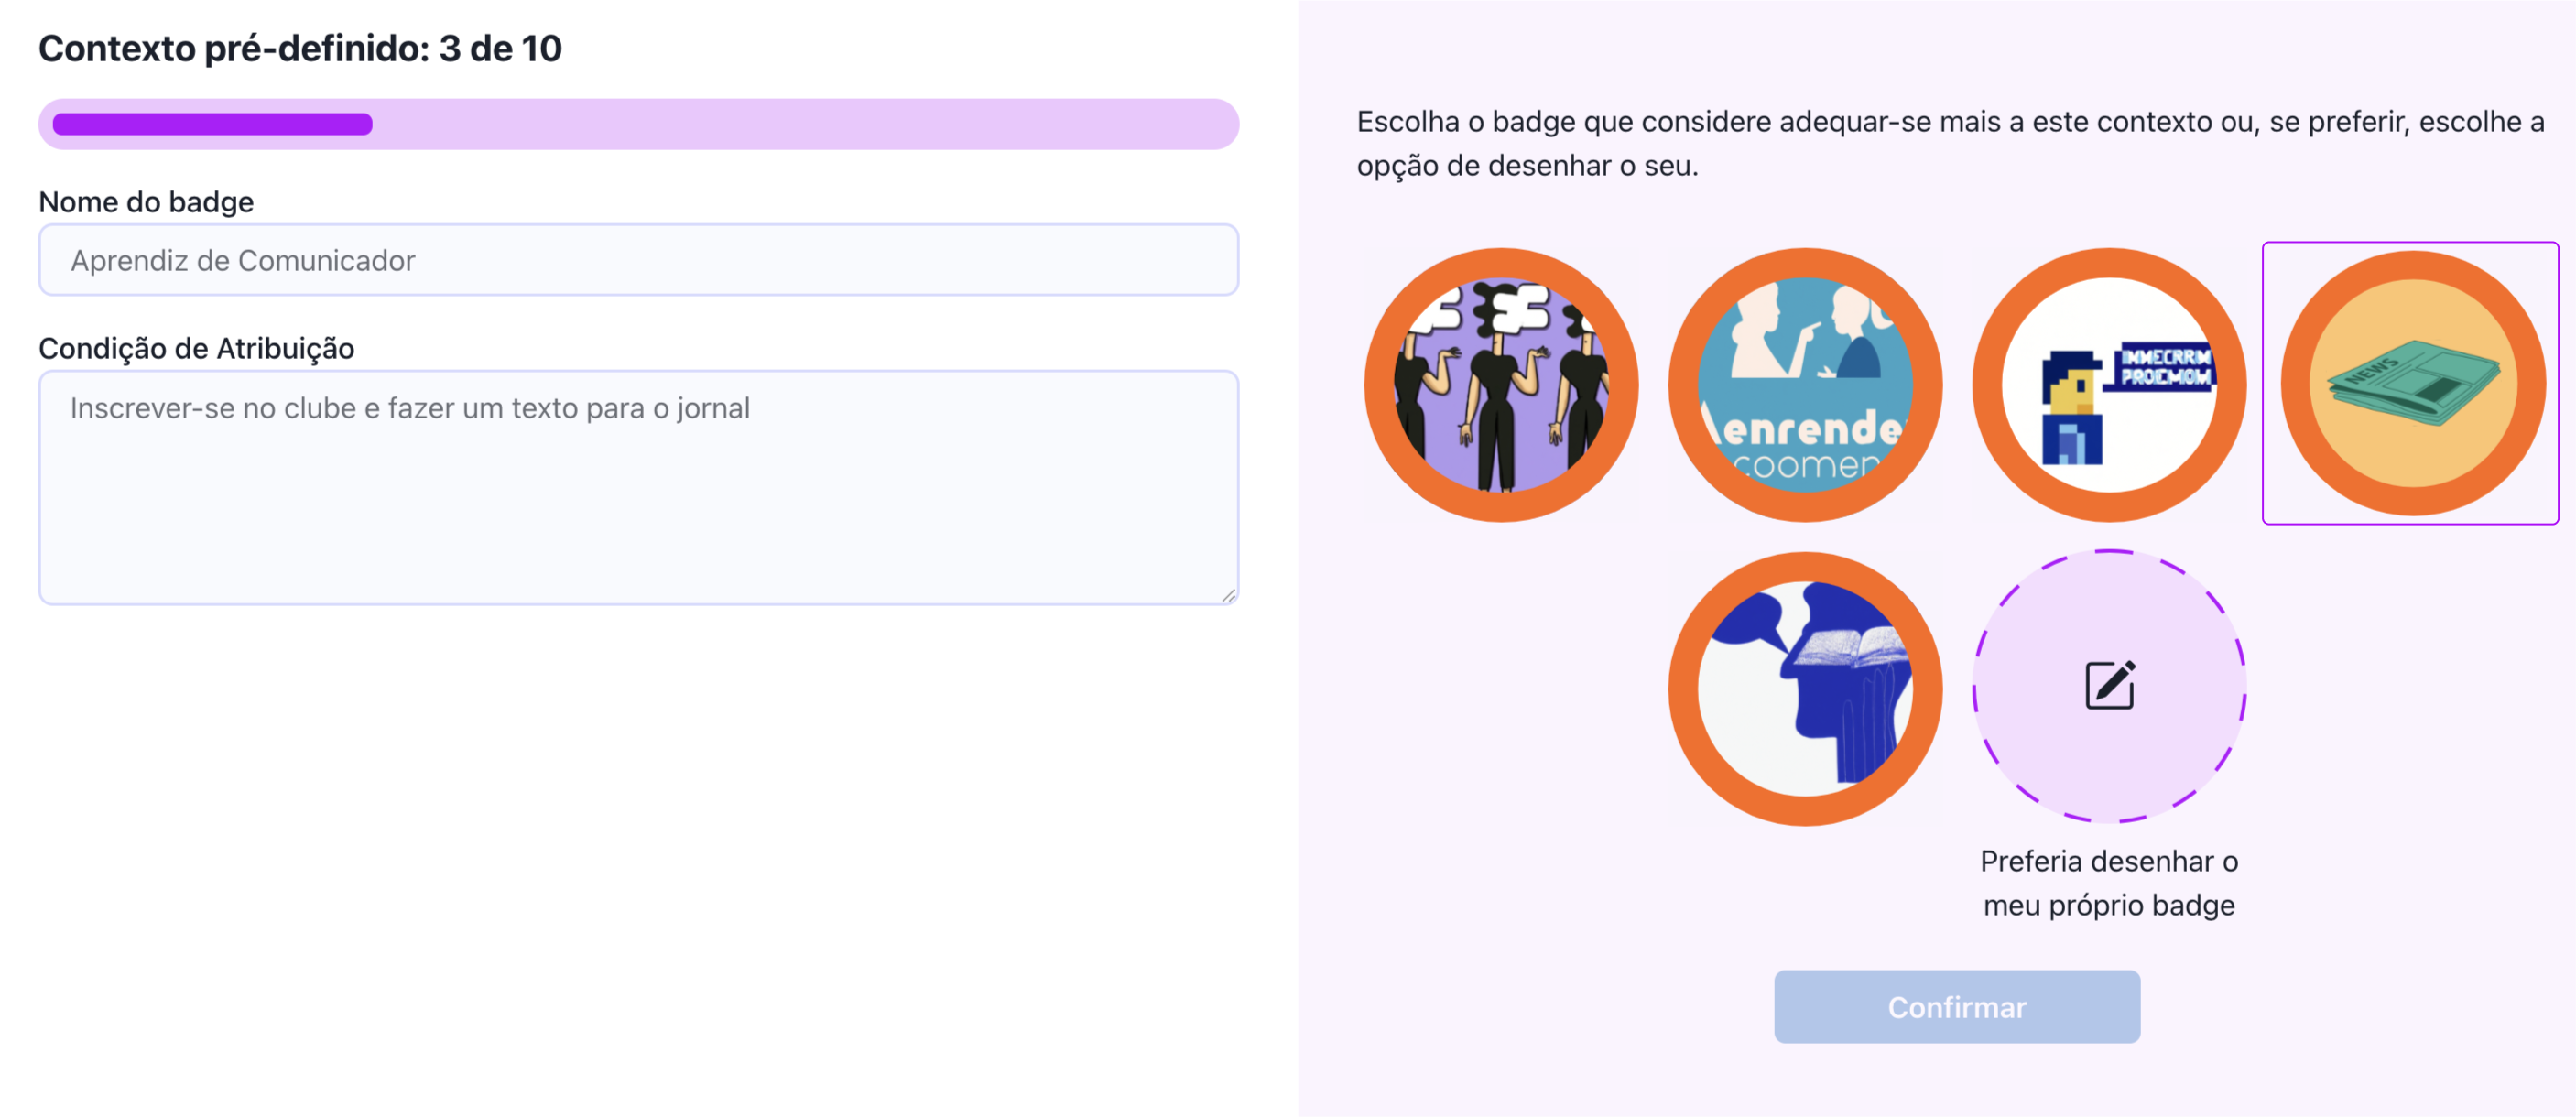 Contexto pré-definido: 3 de 10
Nome do badge
Aprendiz de Comunicador
Condição de Atribuição
Inscrever-se no clube e fazer um texto para o jornal
Escolha o badge que considere adequar-se mais a este contexto ou, se preferir, escolhe a
opção de desenhar o seu.
enrende
coomen
PROEMOM
NEWS
Preferia desenhar o
meu próprio badge
Confirmar